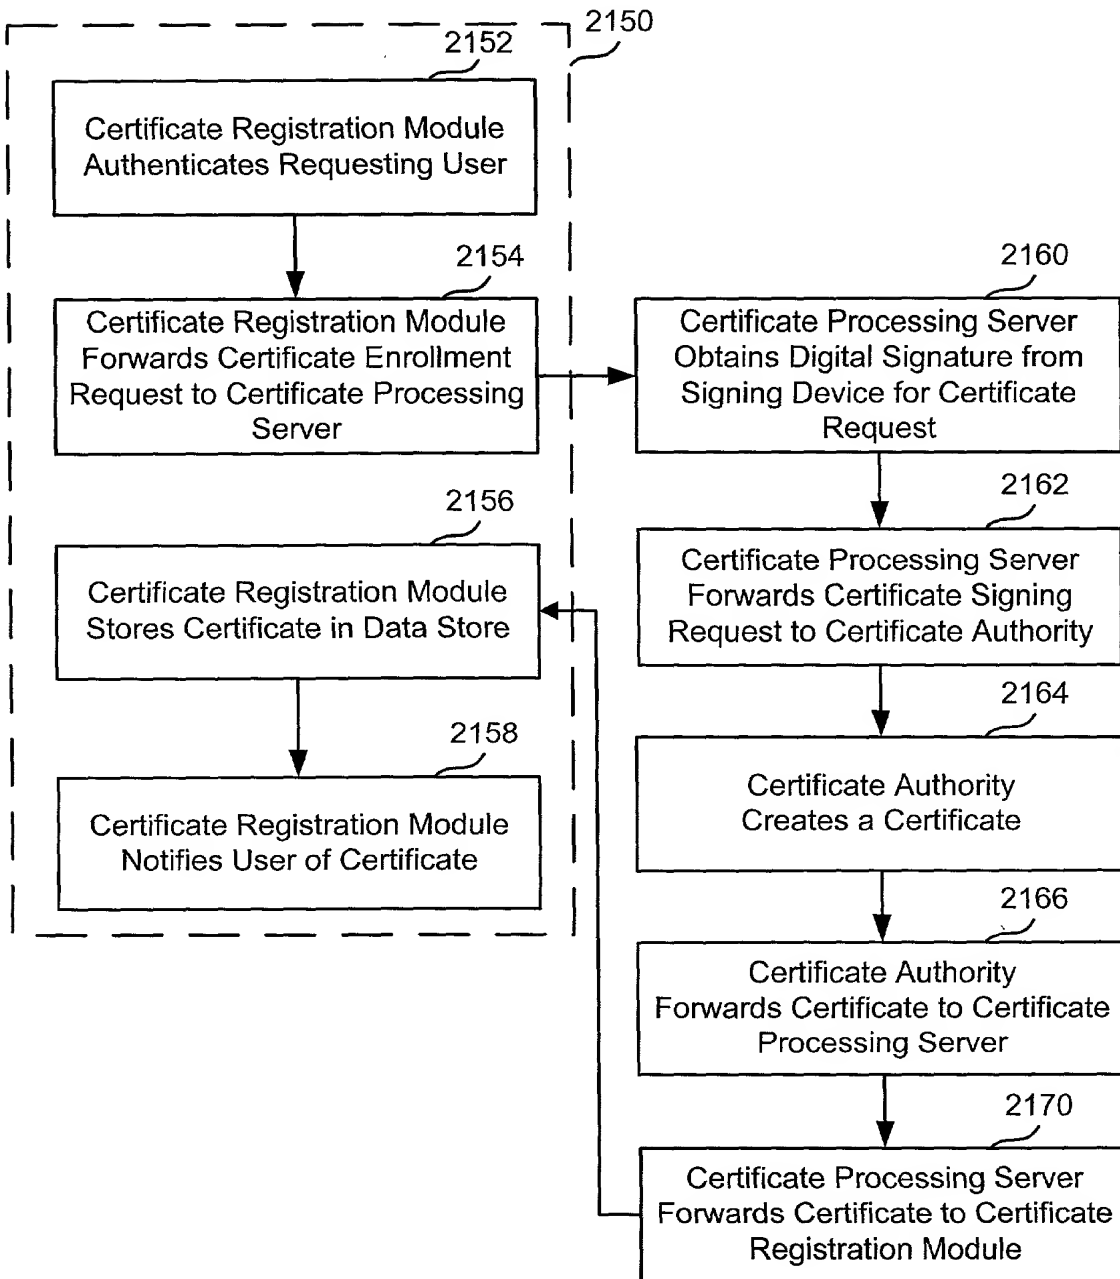 2150
2152
Certificate Registration Module
Authenticates Requesting User
2154
Certificate Registration Module
Forwards Certificate Enrollment
Request to Certificate Processing
Server
2156
Certificate Registration Module
Stores Certificate in Data Store
2158
Certificate Registration Module
Notifies User of Certificate
2160
Certificate Processing Server
Obtains Digital Signature from
Signing Device for Certificate
Request
2162
Certificate Processing Server
Forwards Certificate Signing
Request to Certificate Authority
2164
Certificate Authority
Creates a Certificate
2166
Certificate Authority
Forwards Certificate to Certificate
Processing Server
2170
Certificate Processing Server
Forwards Certificate to Certificate
Registration Module